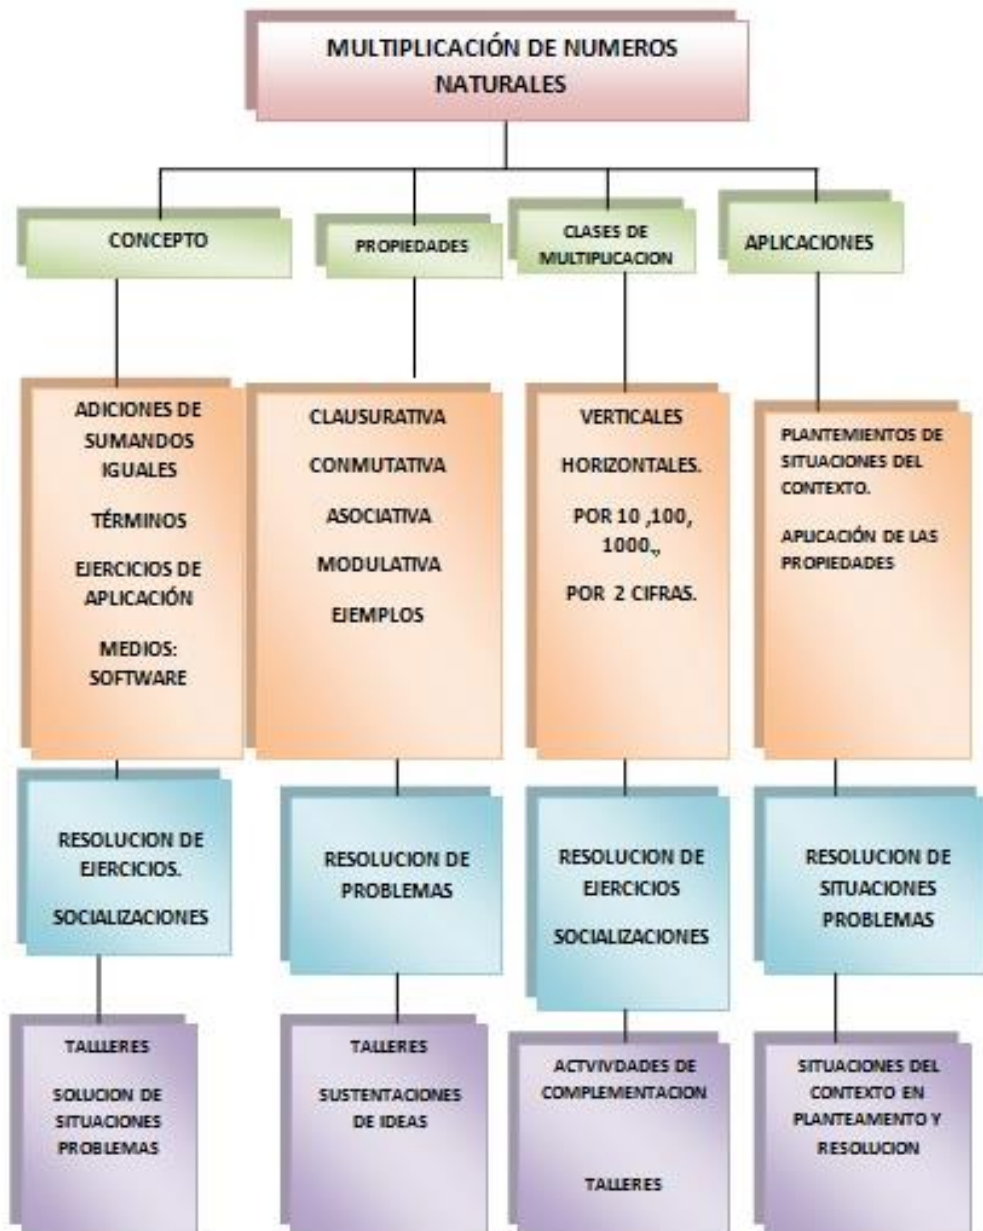 MULTIPLICACIÓN DE NUMEROS
NATURALES
CONCEPTO
PROPIEDADES
CLASES DE
MULTIPLICACION
APLICACIONES
ADICIONES DE
SUMANDOS
IGUALES
TÉRMINOS
EJERCICIOS DE
APLICACIÓN
MEDIOS:
SOFTWARE
CLAUSURATIVA
CONMUTATIVA
ASOCIATIVA
MODULATIVA
EJEMPLOS
VERTICALES
HORIZONTALES.
POR 10 ,100,
1000.,
POR 2 CIFRAS.
PLANTEMIENTOS DE
SITUACIONES DEL
CONTEXTO.
APLICACIÓN DE LAS
PROPIEDADES
RESOLUCION DE
EJERCICIOS.
SOCIALIZACIONES
RESOLUCION DE
PROBLEMAS
RESOLUCION DE
EJERCICIOS
SOCIALIZACIONES
RESOLUCION DE
SITUACIONES
PROBLEMAS
TALLLERES
SOLUCION DE
SITUACIONES
PROBLEMAS
TALLERES
SUSTENTACIONES
DE IDEAS
ACTVIVDADES DE
COMPLEMENTACION
TALLERES
SITUACIONES DEL
CONTEXTO EN
PLANTEAMENTO Y
RESOLUCION